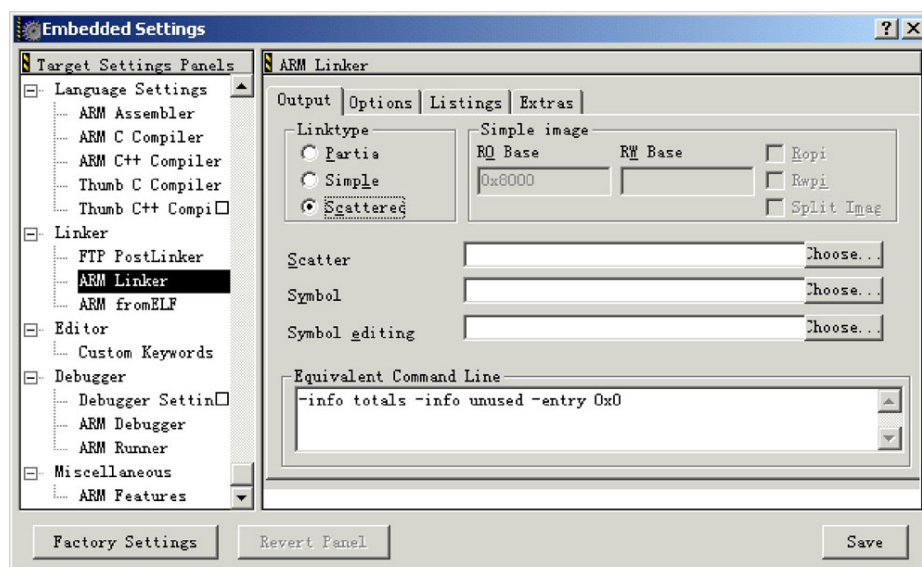 Embedded Settings
Target Settings Panels
Language Settings
ARM Assembler
ARM C Compiler
ARM C++ Compiler
Thumb C Compiler
Thumb C++ Compi
Linker
FTP PostLinker
ARM Linker
ARM fromELF
Editor
Custom Keywords
Debugger
Debugger Settin
ARM Debugger
ARM Runner
Miscellaneous
ARM Features
ARM Linker
Output Options Listings Extras
Linktype
Partia
Simple
Scattered
Simple image
RO Base RW Base
0x8000
Ropi
Rwpi
Split Imag
Scatter Choose...
Symbol Choose...
Symbol editing Choose...
Equivalent Command Line
-info totals -info unused -entry 0x0
Factory Settings Revert Panel Save